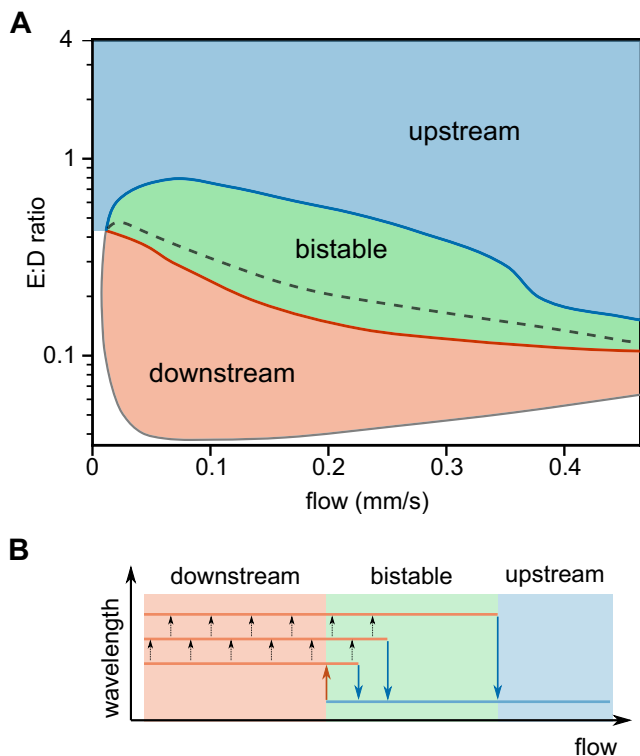 A
4
upstream
1
E:D ratio
bistable
0.1
downstream
0 0.1 0.2 0.3 0.4
flow (mm/s)
B
downstream bistable upstream
wavelength
flow